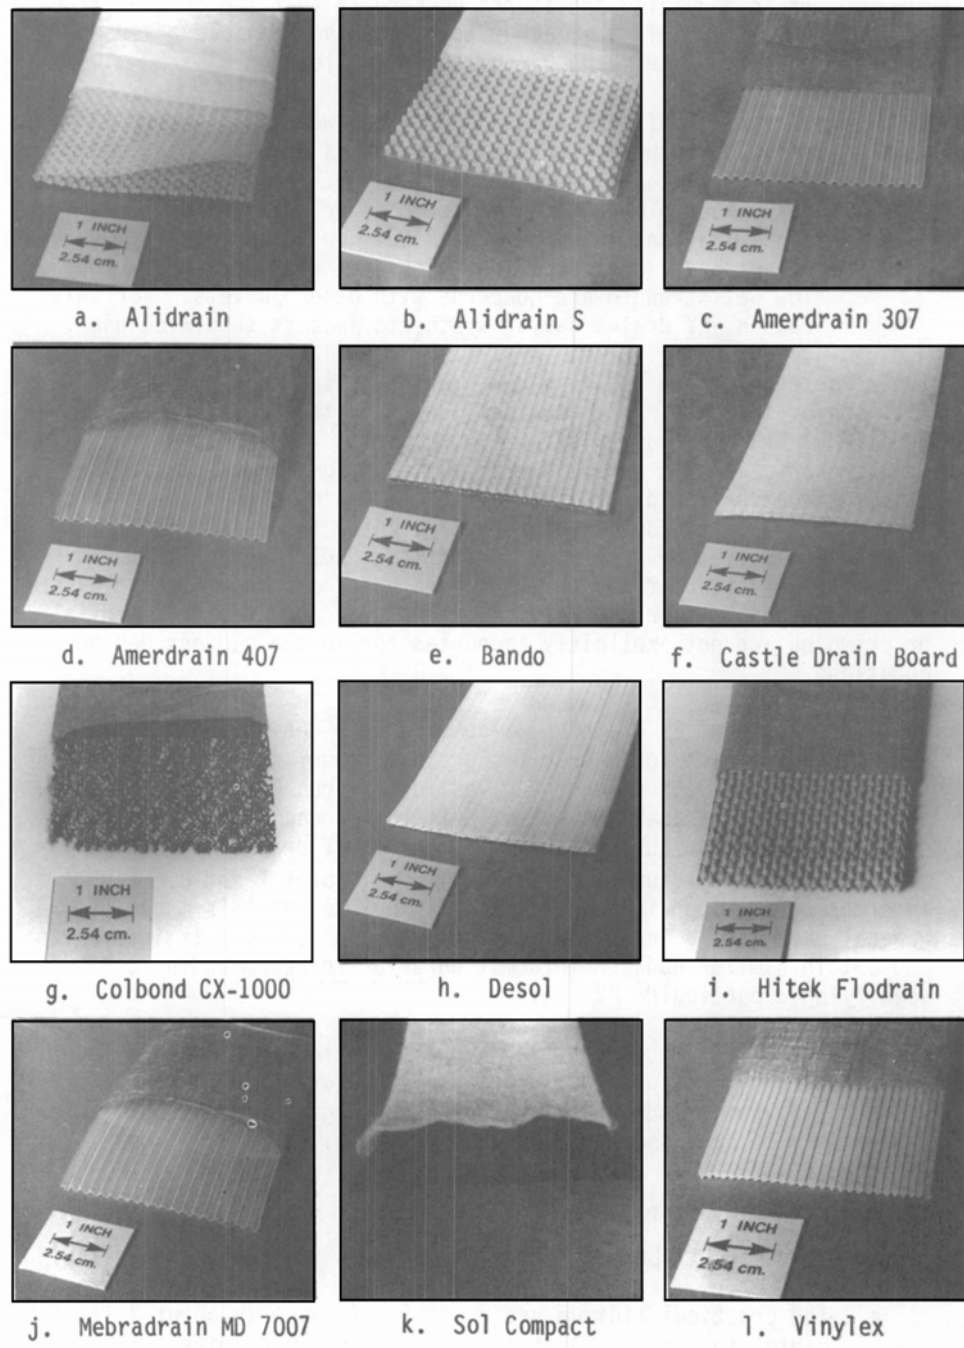 1 INCH
2.54 cm.
1 INCH
2.54 cm.
1 INCH
2.54 cm.
a. Alidrain
b. Alidrain S
c. Amerdrain 307
1 INCH
2.54 cm.
1 INCH
2.54 cm.
1 INCH
2.54 cm.
d. Amerdrain 407
e. Bando
f. Castle Drain Board
1 INCH
2.54 cm.
1 INCH
2.54 cm.
1 INCH
2.54 cm.
g. Colbond CX-1000
h. Desol
i. Hitek Flodrain
1 INCH
2.54 cm.
1 INCH
2.54 cm.
j. Mebradrain MD 7007
k. Sol Compact
l. Vinylex